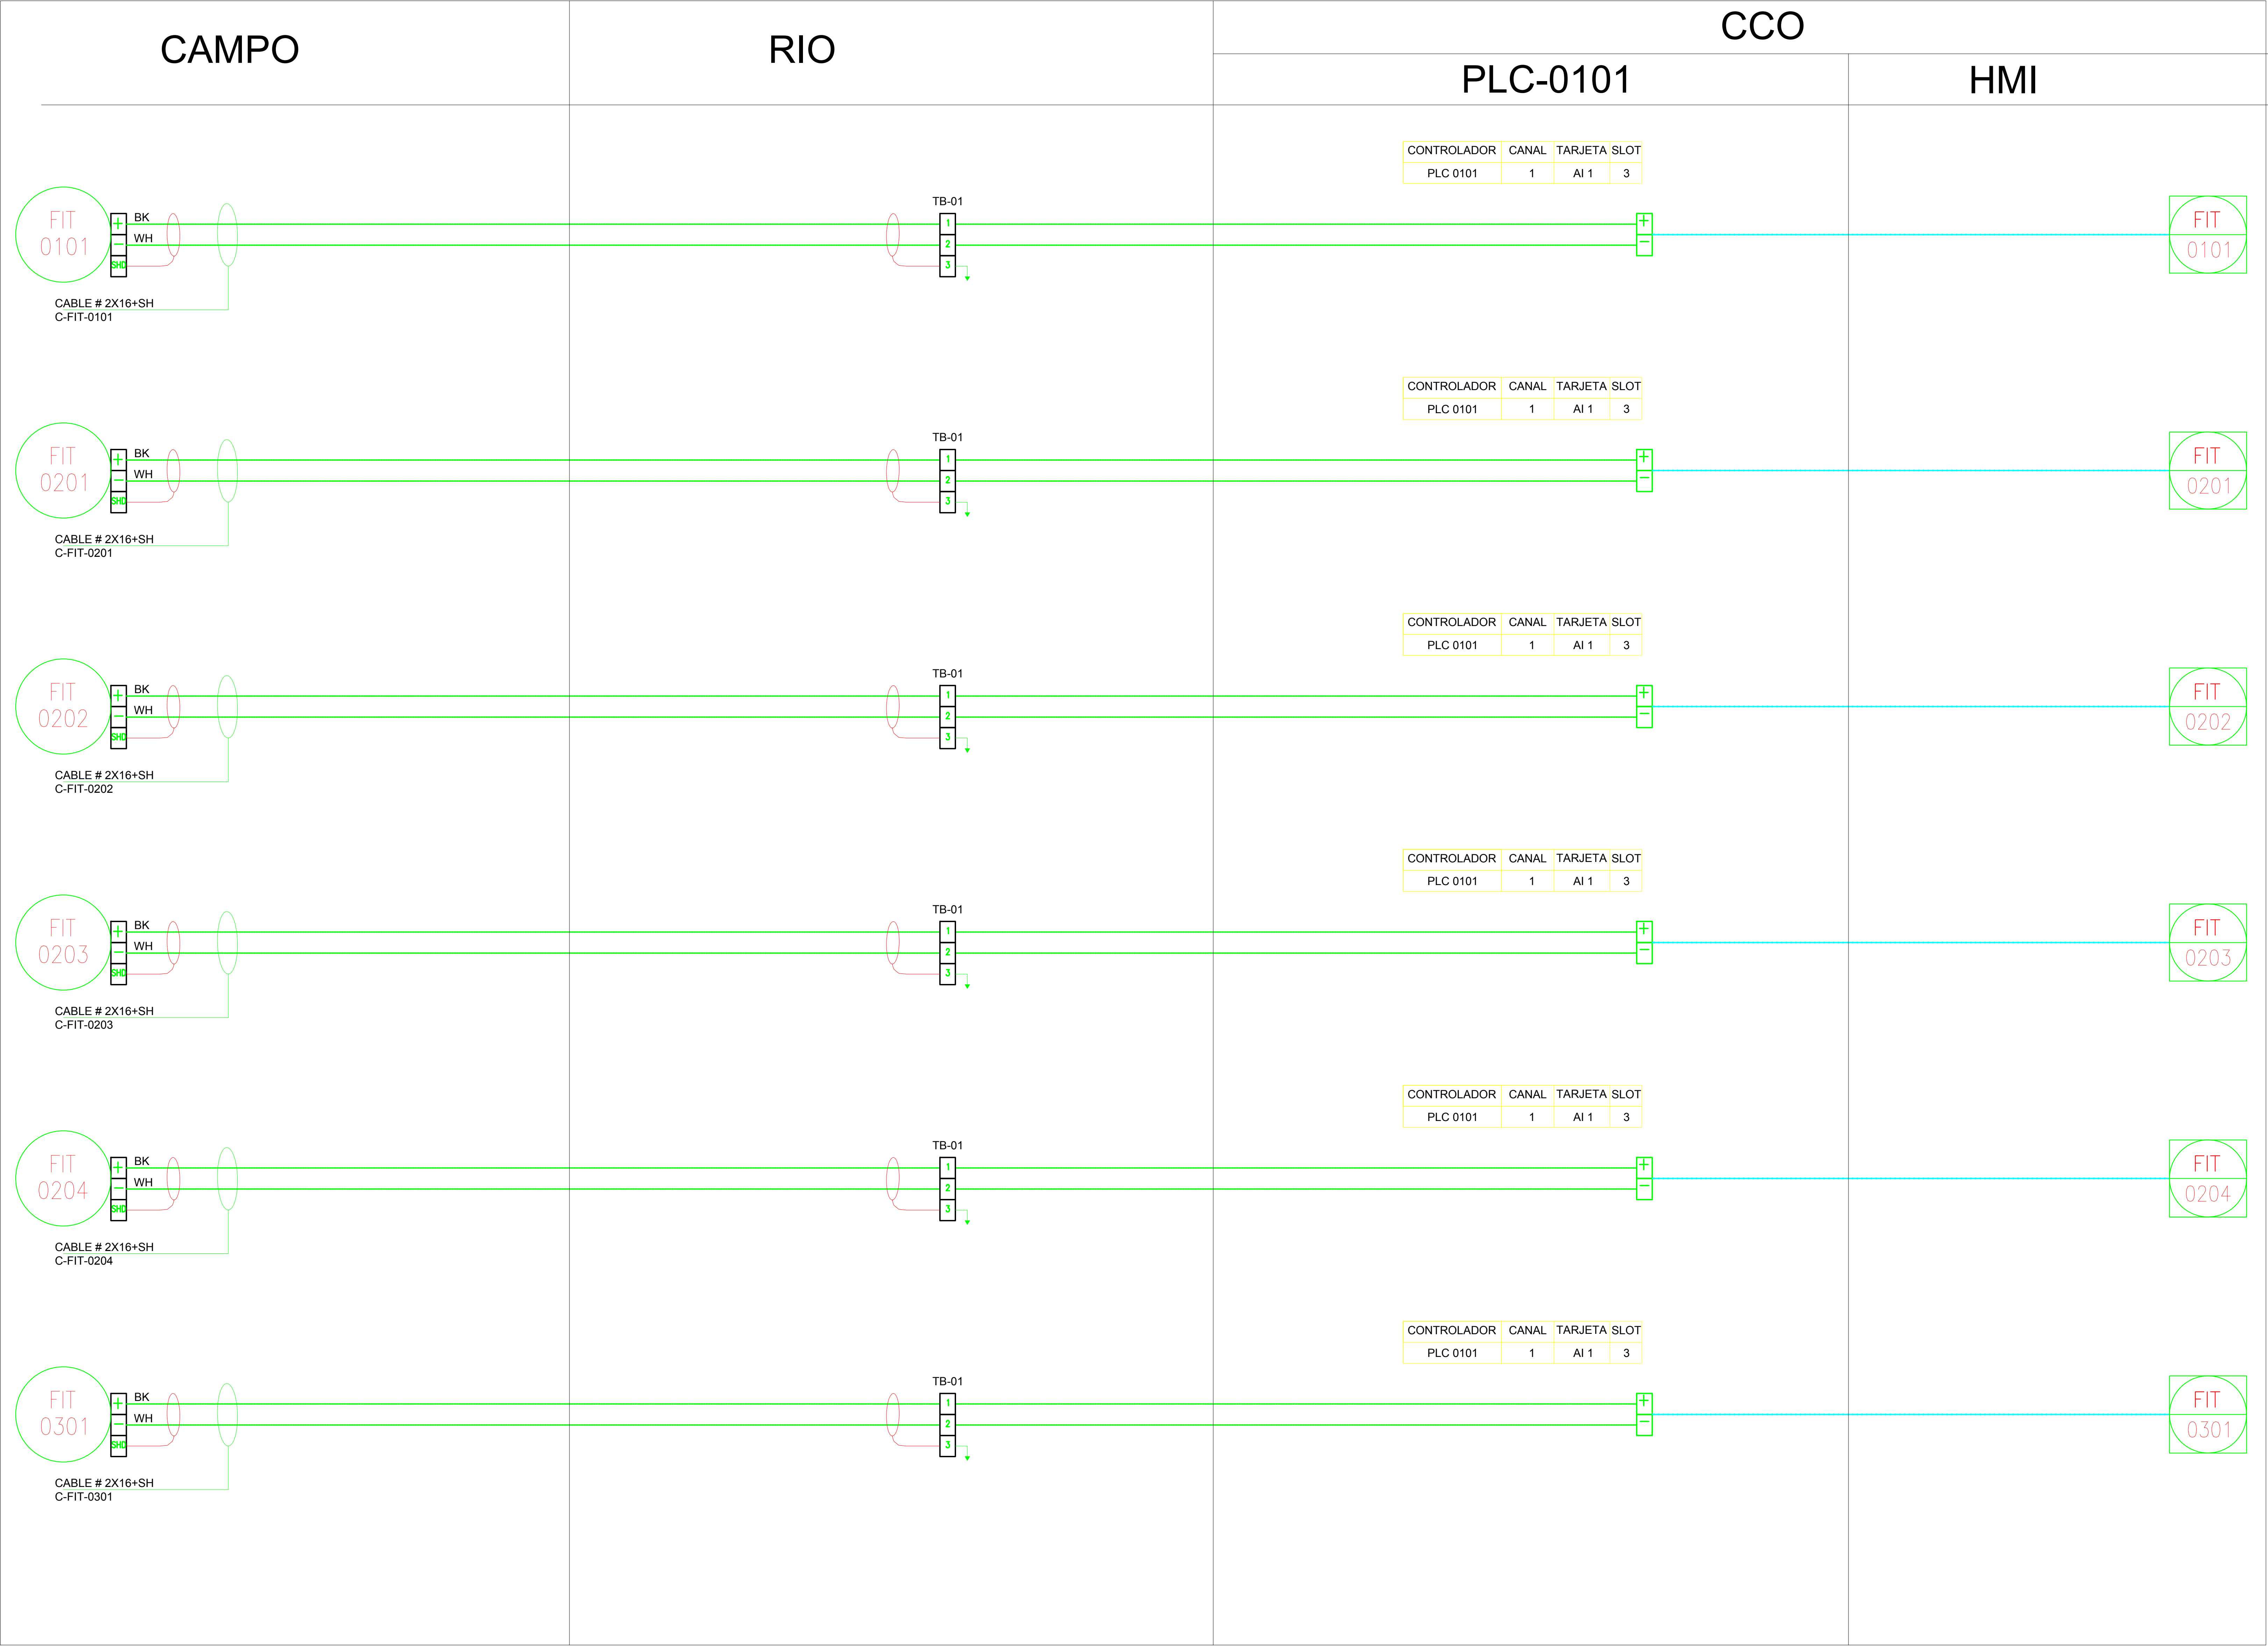 CAMPO
RIO
CCO
PLC-0101
HMI
CONTROLADOR CANAL TARJETA SLOT
PLC 0101 1 AI 1 3
FIT
0101
+
BK
−
WH
SHD
CABLE # 2X16+SH
C-FIT-0101
TB-01
1
2
3
+
−
FIT
0101
CONTROLADOR CANAL TARJETA SLOT
PLC 0101 1 AI 1 3
FIT
0201
+
BK
−
WH
SHD
CABLE # 2X16+SH
C-FIT-0201
TB-01
1
2
3
+
−
FIT
0201
CONTROLADOR CANAL TARJETA SLOT
PLC 0101 1 AI 1 3
FIT
0202
+
BK
−
WH
SHD
CABLE # 2X16+SH
C-FIT-0202
TB-01
1
2
3
+
−
FIT
0202
CONTROLADOR CANAL TARJETA SLOT
PLC 0101 1 AI 1 3
FIT
0203
+
BK
−
WH
SHD
CABLE # 2X16+SH
C-FIT-0203
TB-01
1
2
3
+
−
FIT
0203
CONTROLADOR CANAL TARJETA SLOT
PLC 0101 1 AI 1 3
FIT
0204
+
BK
−
WH
SHD
CABLE # 2X16+SH
C-FIT-0204
TB-01
1
2
3
+
−
FIT
0204
CONTROLADOR CANAL TARJETA SLOT
PLC 0101 1 AI 1 3
FIT
0301
+
BK
−
WH
SHD
CABLE # 2X16+SH
C-FIT-0301
TB-01
1
2
3
+
−
FIT
0301